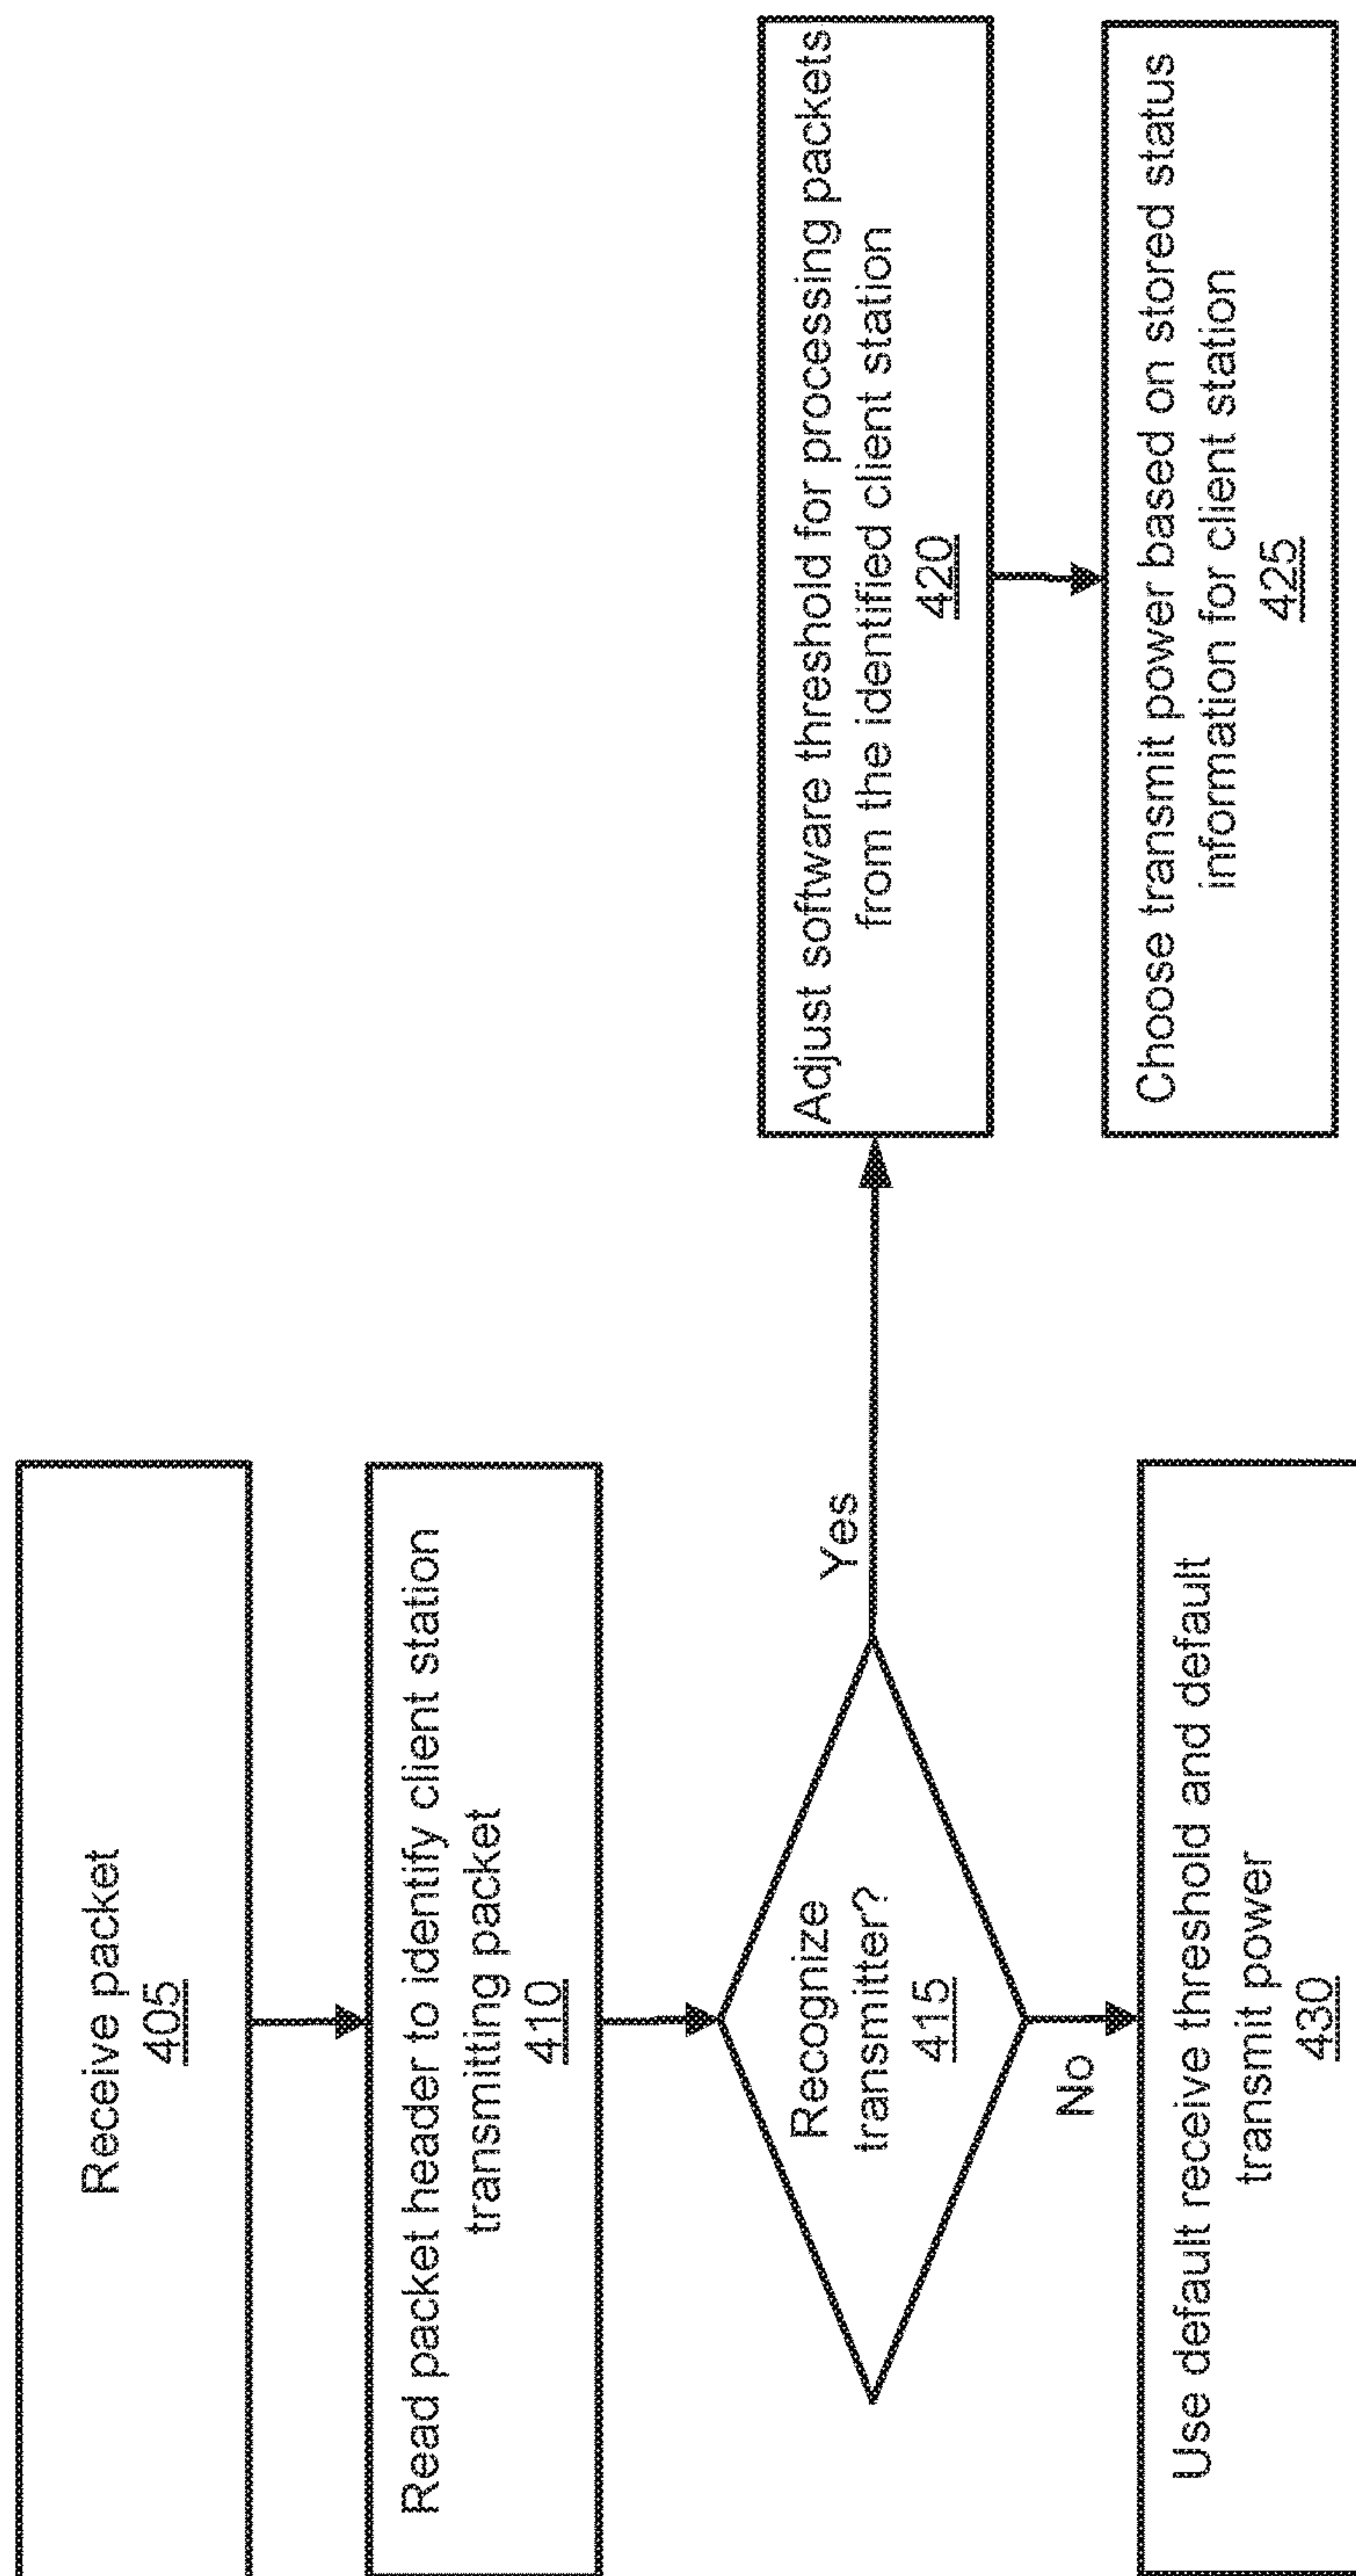 Receive packet
405
Read packet header to identify client station
transmitting packet
410
Recognize
transmitter?
415
Yes
No
Adjust software threshold for processing packets
from the identified client station
420
Choose transmit power based on stored status
information for client station
425
Use default receive threshold and default
transmit power
430